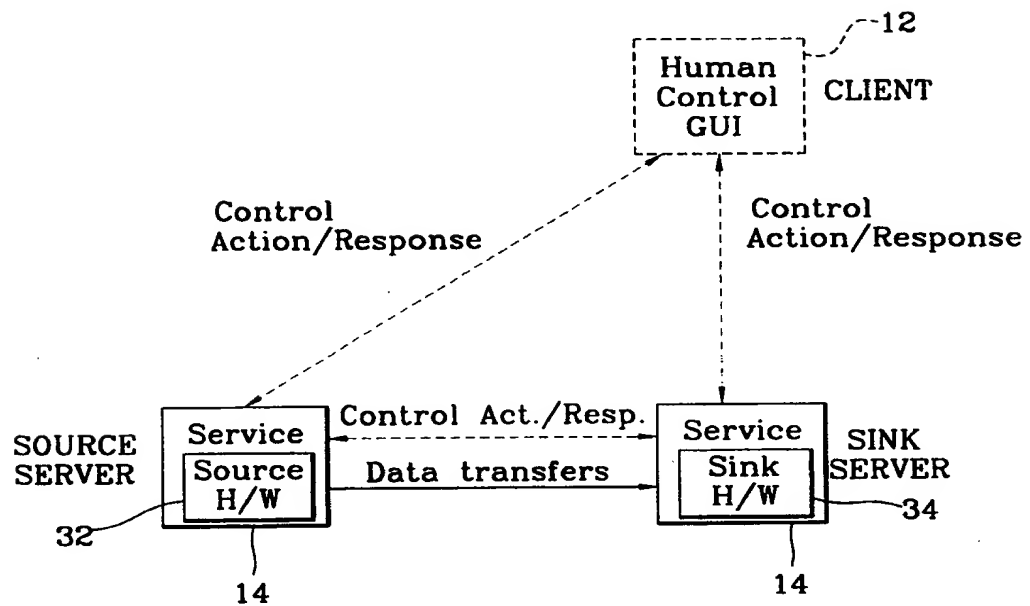 12
Human
Control
GUI
CLIENT
Control
Action/Response
Control
Action/Response
SOURCE
SERVER
Service
Source
H/W
Control Act./Resp.
Data transfers
Service
Sink
H/W
SINK
SERVER
32
34
14
14